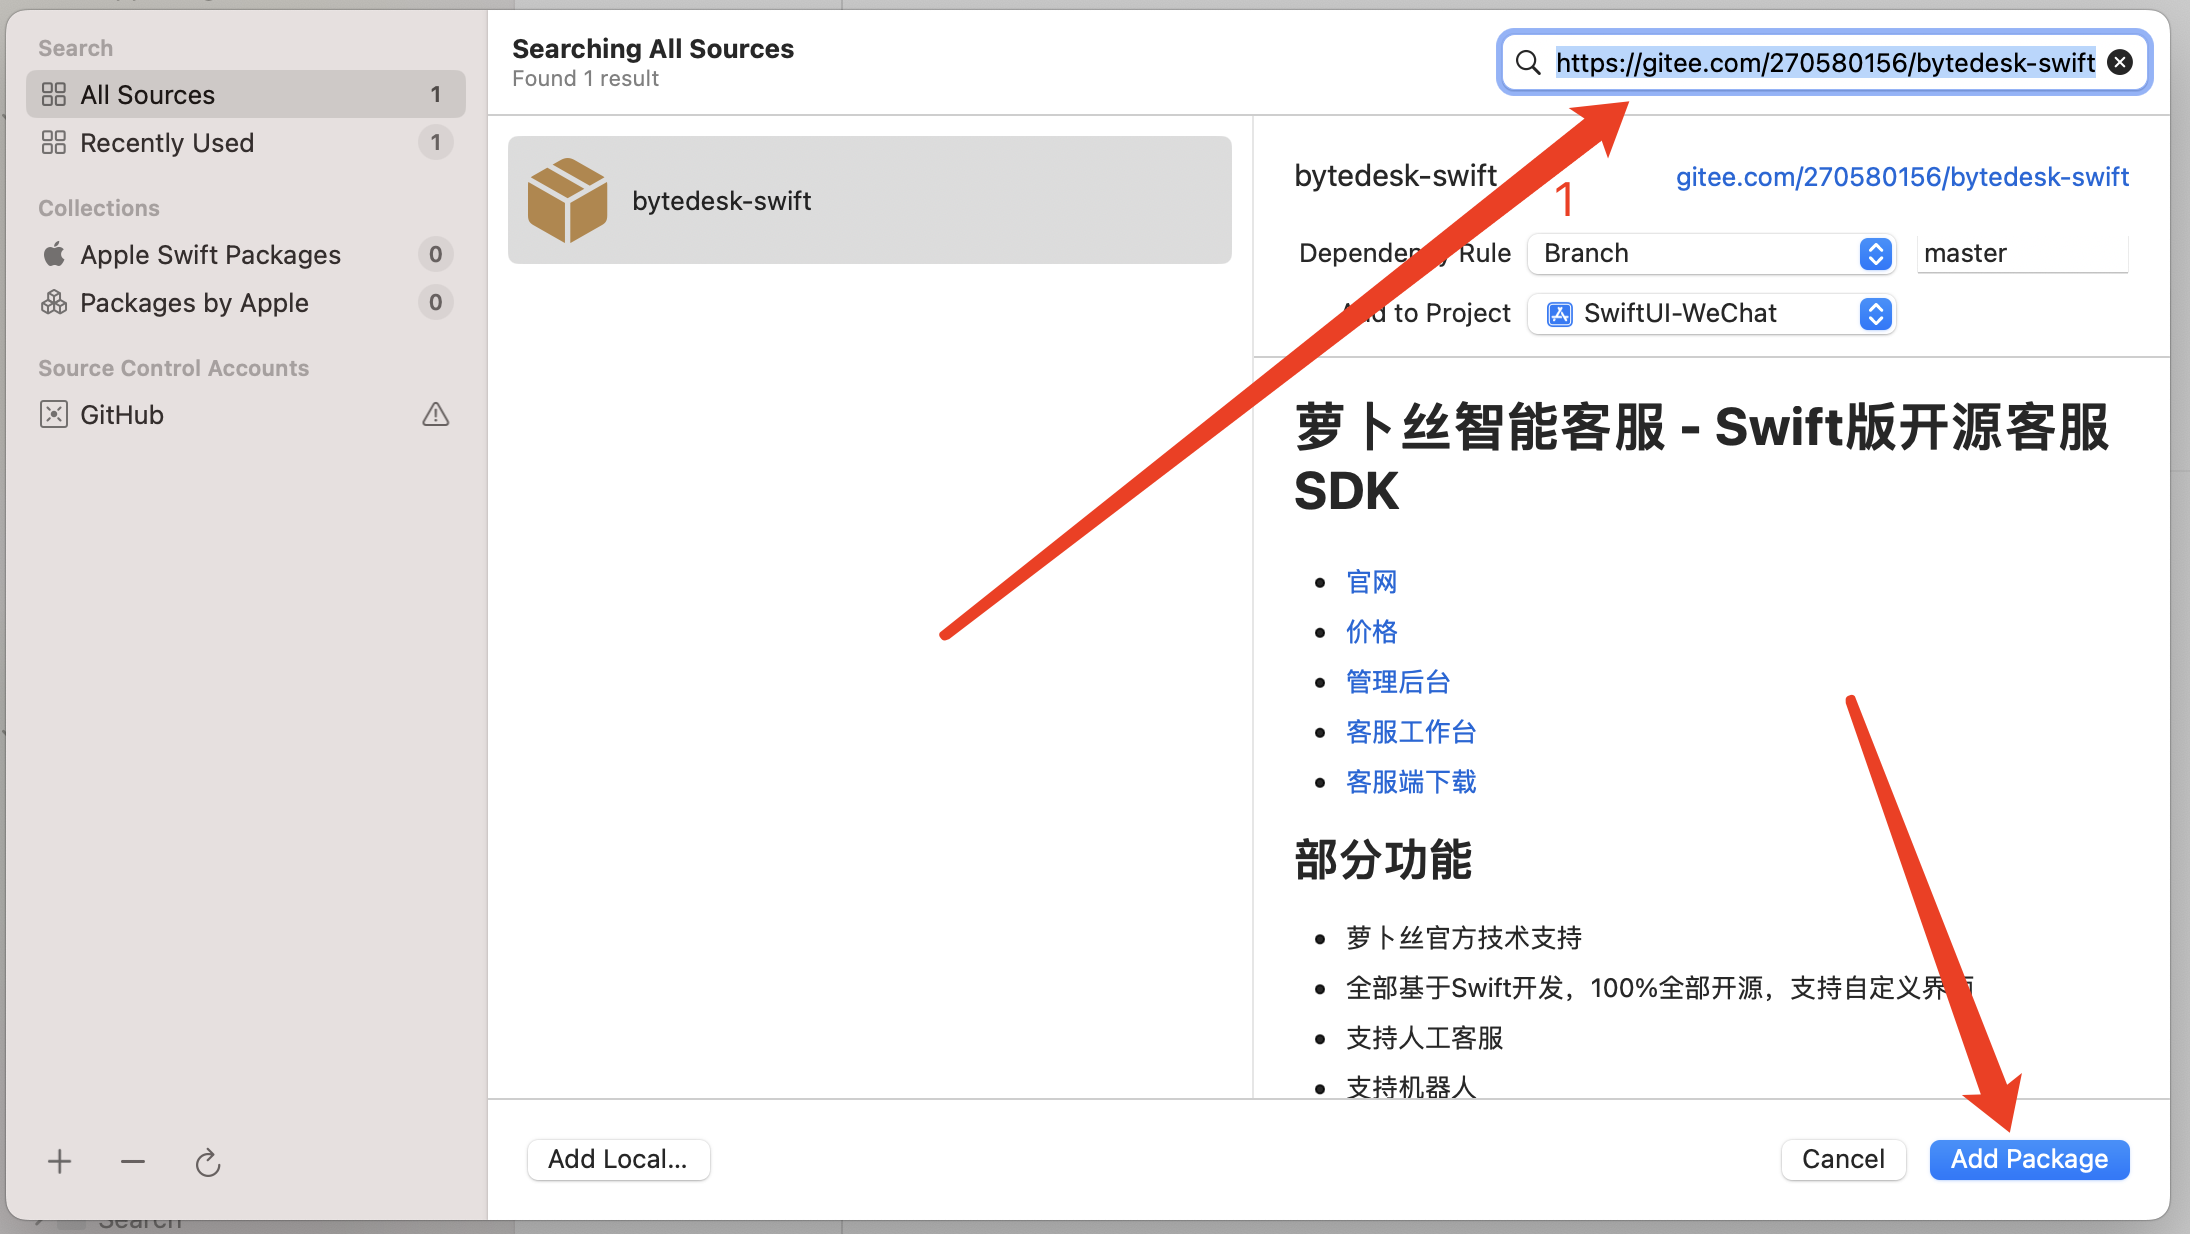 Search
All Sources 1
Recently Used 1
Collections
Apple Swift Packages 0
Packages by Apple 0
Source Control Accounts
GitHub
Searching All Sources
Found 1 result
https://gitee.com/270580156/bytedesk-swift
bytedesk-swift
bytedesk-swift
gitee.com/270580156/bytedesk-swift
1
Dependency Rule Branch master
Add to Project SwiftUI-WeChat
萝卜丝智能客服 - Swift版开源客服
SDK
官网
价格
管理后台
客服工作台
客服端下载
部分功能
萝卜丝官方技术支持
全部基于Swift开发，100%全部开源，支持自定义界面
支持人工客服
支持机器人
Add Local...
Cancel
Add Package
Search